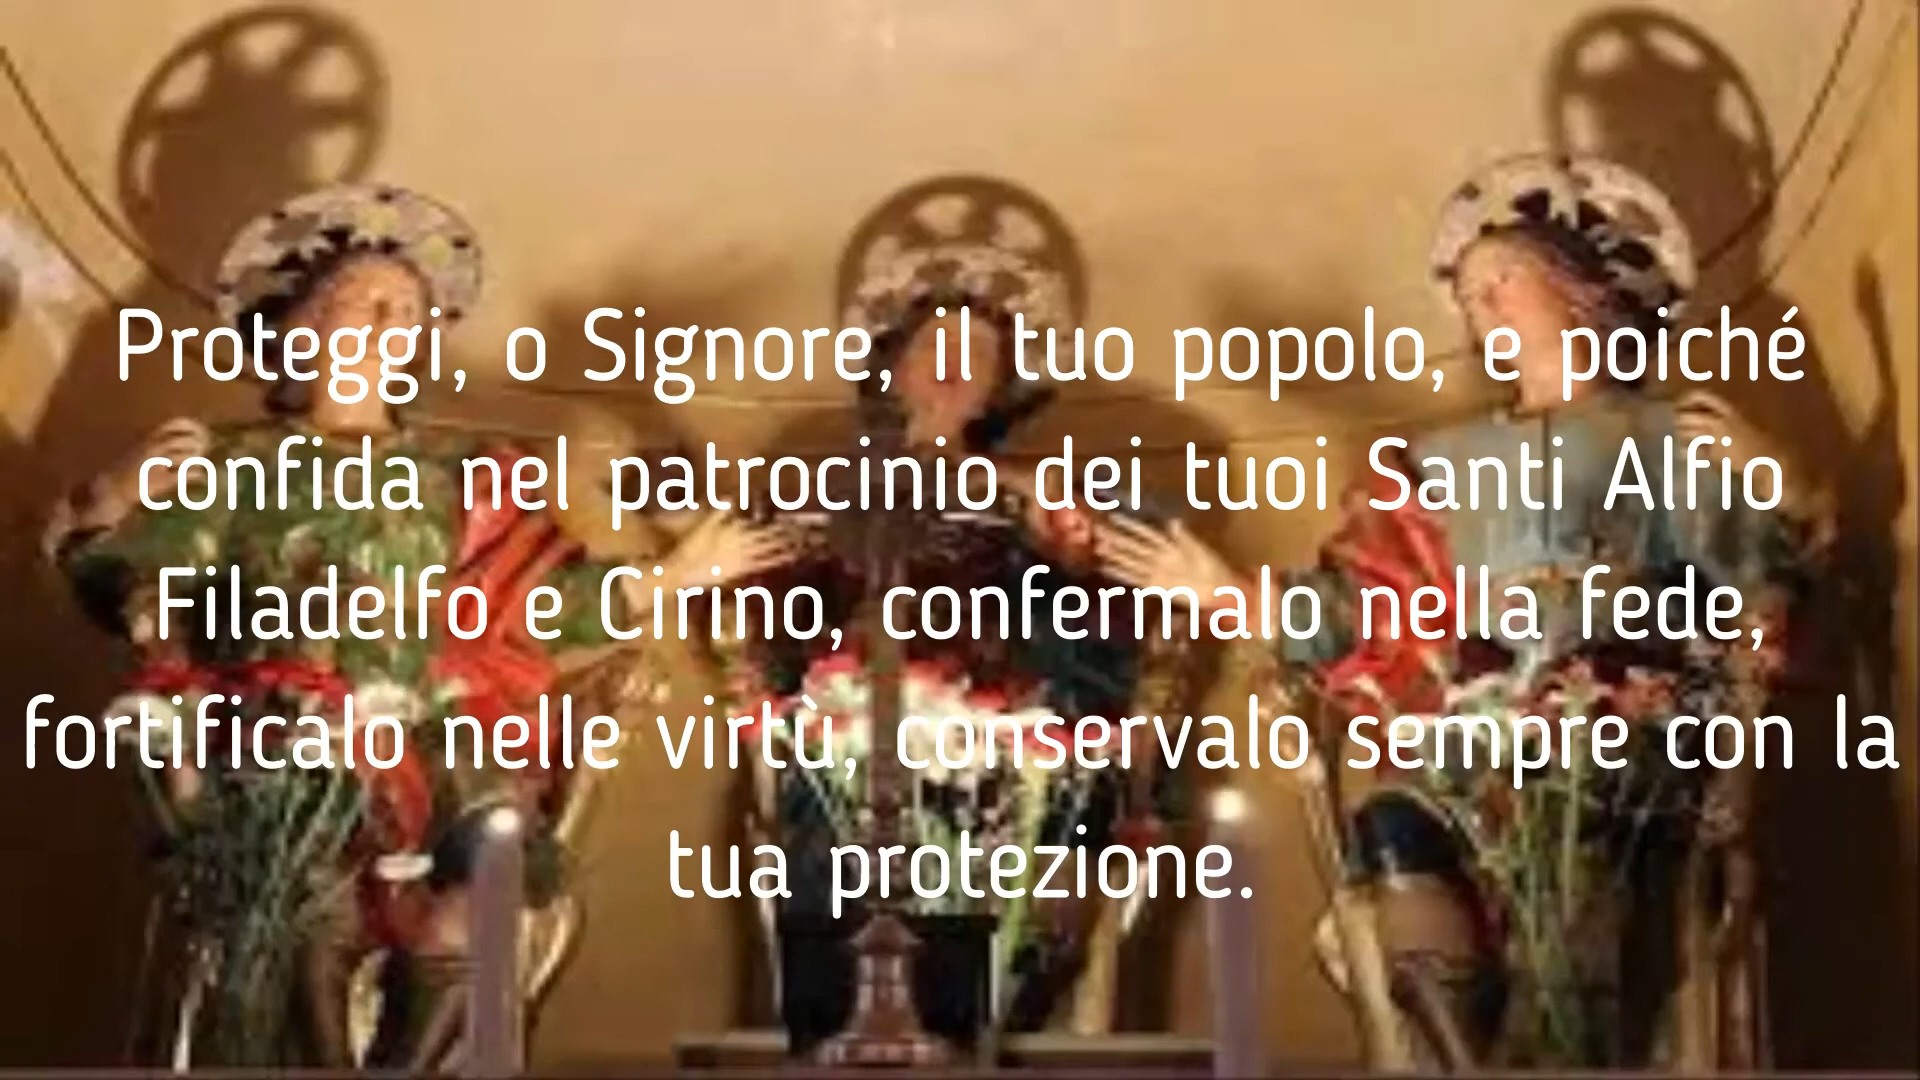 Proteggi, o Signore, il tuo popolo, e poiché
confida nel patrocinio dei tuoi Santi Alfio
Filadelfo e Cirino, confermalo nella fede,
fortificalo nelle virtù, conservalo sempre con la
tua protezione.